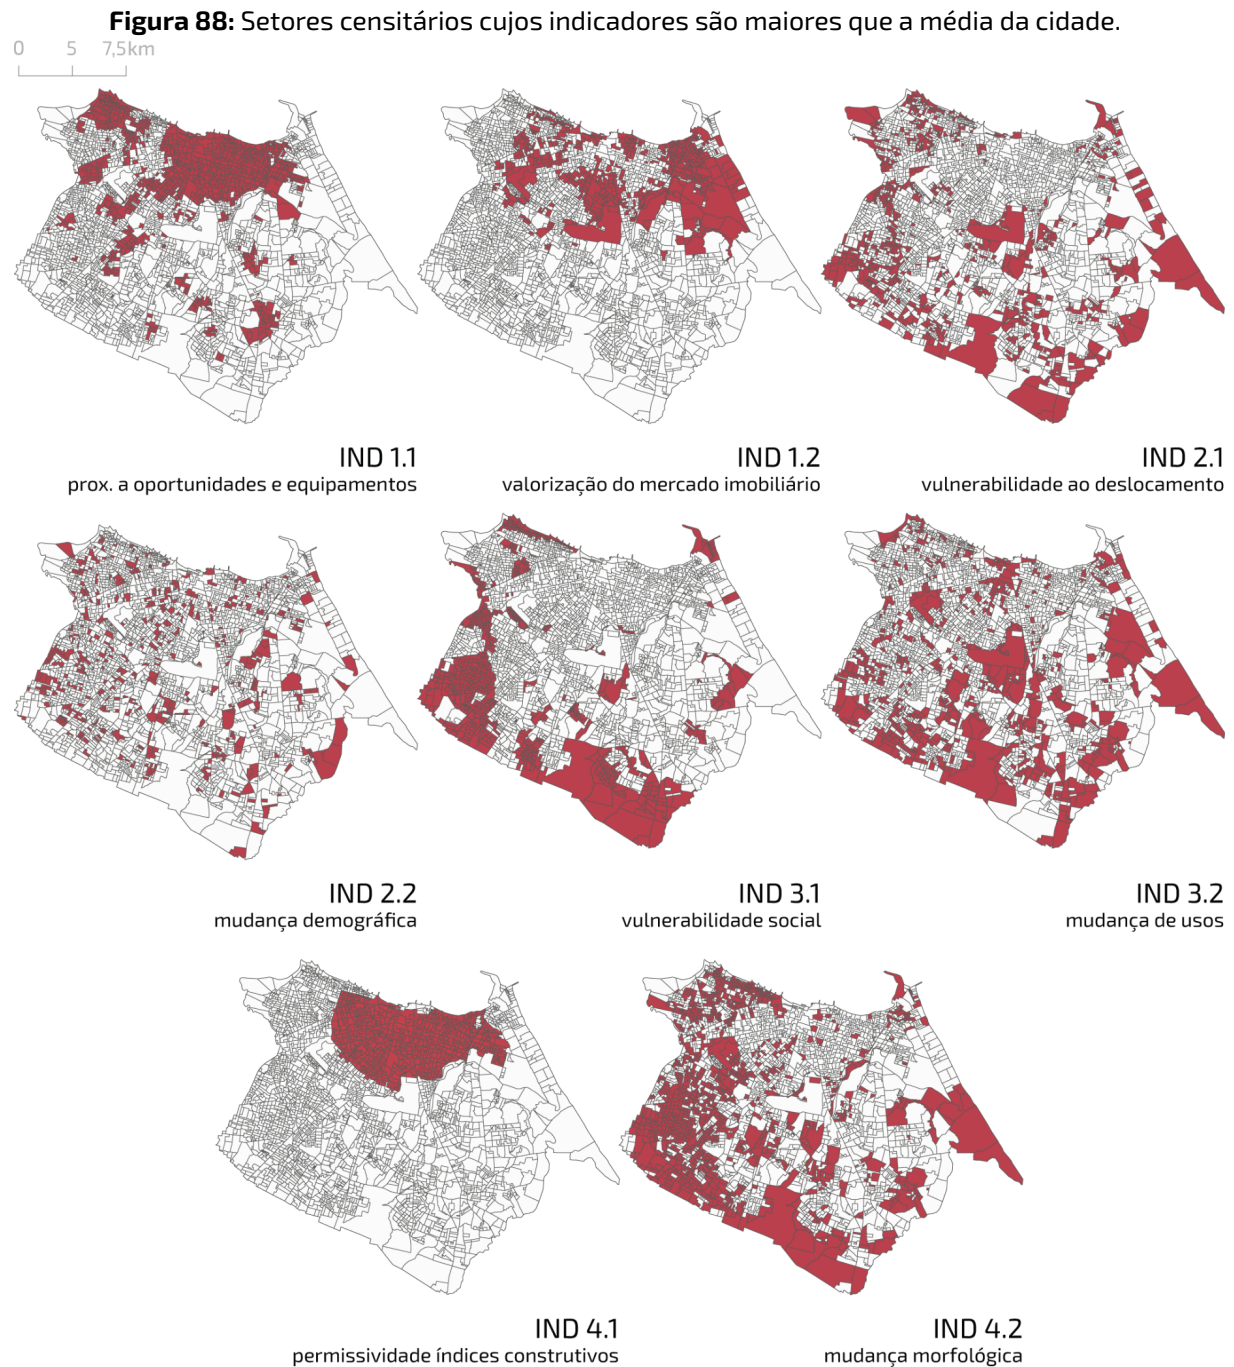 Figura 88: Setores censitários cujos indicadores são maiores que a média da cidade.
0 5 7,5km
IND 1.1
prox. a oportunidades e equipamentos
IND 1.2
valorização do mercado imobiliário
IND 2.1
vulnerabilidade ao deslocamento
IND 2.2
mudança demográfica
IND 3.1
vulnerabilidade social
IND 3.2
mudança de usos
IND 4.1
permissividade índices construtivos
IND 4.2
mudança morfológica